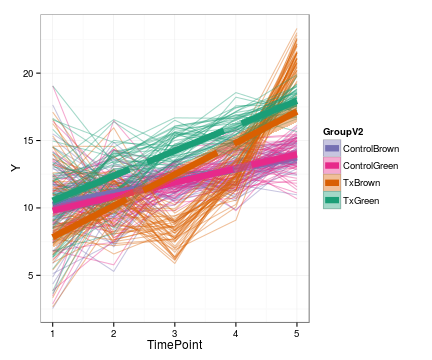 20
15
10
5
Y
1 2 3 4 5
TimePoint
GroupV2
ControlBrown
ControlGreen
TxBrown
TxGreen